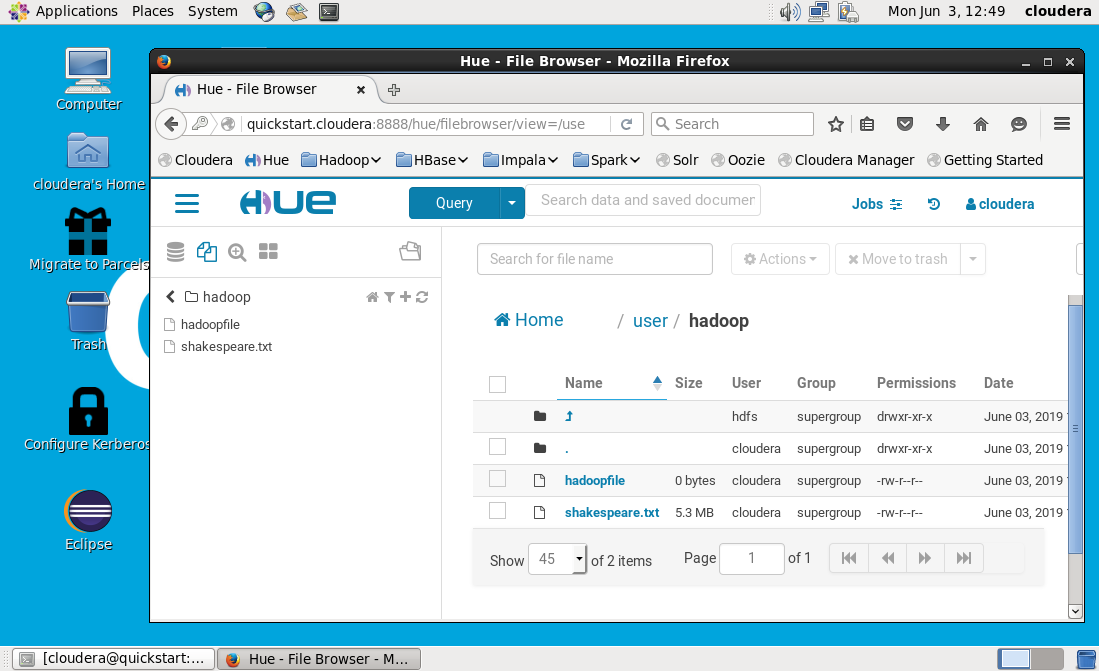 Applications Places System Mon Jun 3, 12:49 cloudera
Computer
cloudera's Home
Migrate to Parcels
Trash
Configure Kerberos
Eclipse
Hue - File Browser - Mozilla Firefox
Hue - File Browser
quickstart.cloudera:8888/hue/filebrowser/view=/use Search
Cloudera Hue Hadoop HBase Impala Spark Solr Oozie Cloudera Manager Getting Started
HUE Query Search data and saved documen Jobs cloudera
hadoop
hadoopfile
shakespeare.txt
Search for file name Actions Move to trash
Home / user / hadoop
Name Size User Group Permissions Date
hdfs supergroup drwxr-xr-x June 03, 2019
. cloudera supergroup drwxr-xr-x June 03, 2019
hadoopfile 0 bytes cloudera supergroup -rw-r--r-- June 03, 2019
shakespeare.txt 5.3 MB cloudera supergroup -rw-r--r-- June 03, 2019
Show 45 of 2 items Page 1 of 1
[cloudera@quickstart:... Hue - File Browser - M...